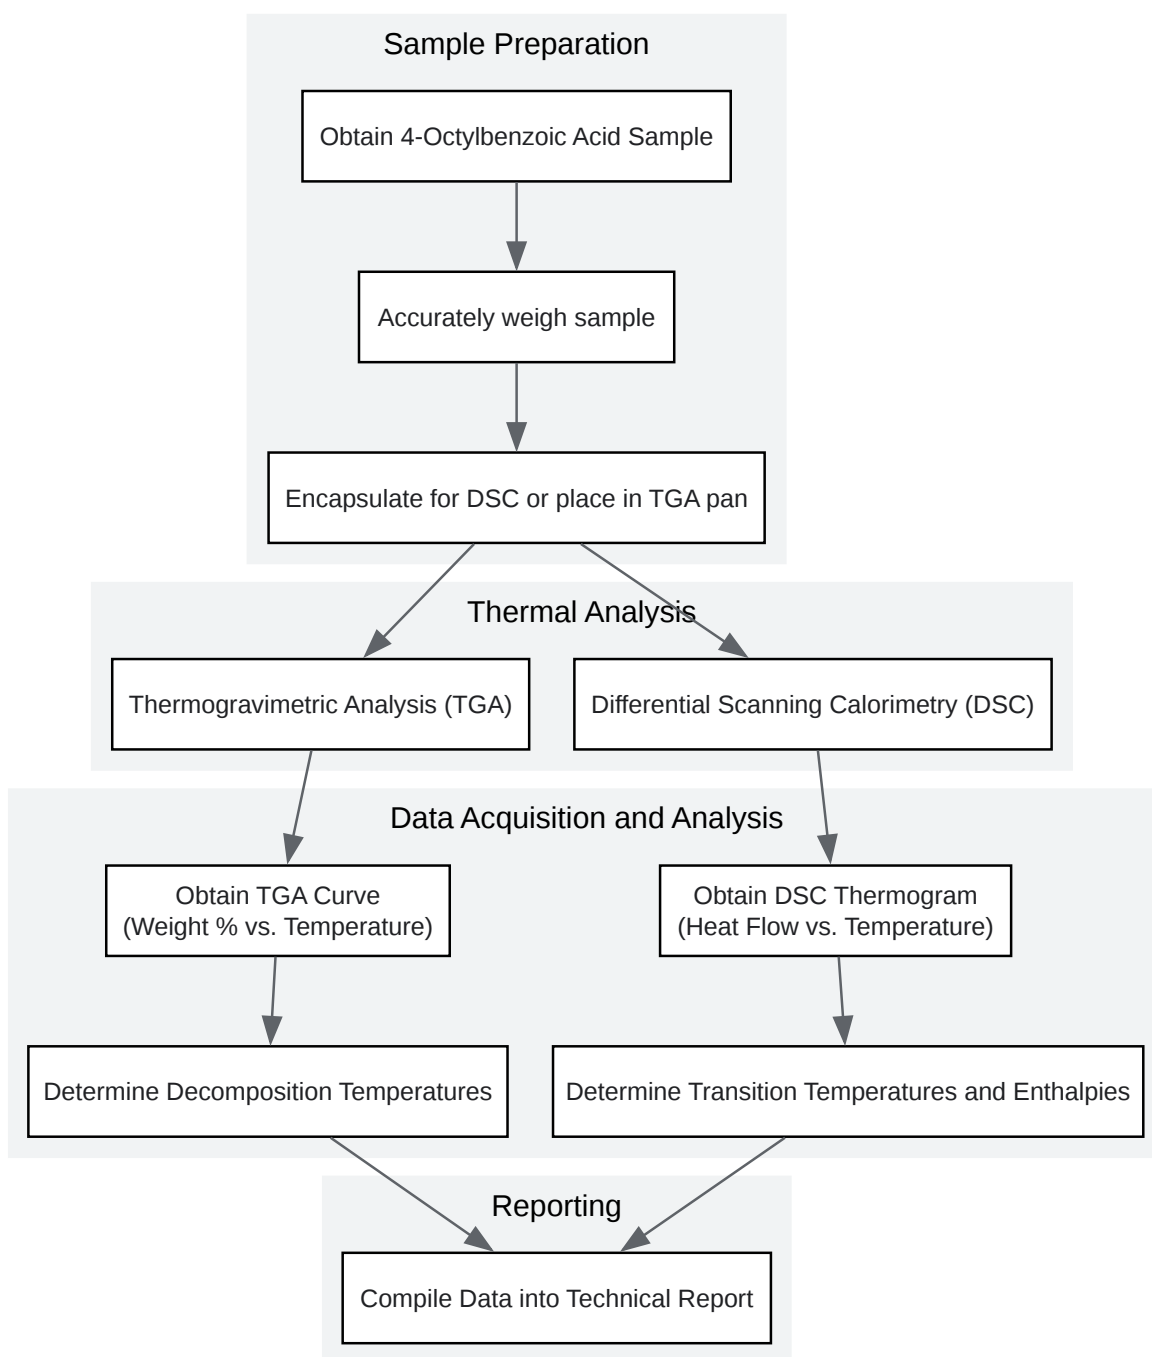 Sample Preparation
Obtain 4-Octylbenzoic Acid Sample
Accurately weigh sample
Encapsulate for DSC or place in TGA pan
Thermal Analysis
Thermogravimetric Analysis (TGA)
Differential Scanning Calorimetry (DSC)
Data Acquisition and Analysis
Obtain TGA Curve
(Weight % vs. Temperature)
Obtain DSC Thermogram
(Heat Flow vs. Temperature)
Determine Decomposition Temperatures
Determine Transition Temperatures and Enthalpies
Reporting
Compile Data into Technical Report